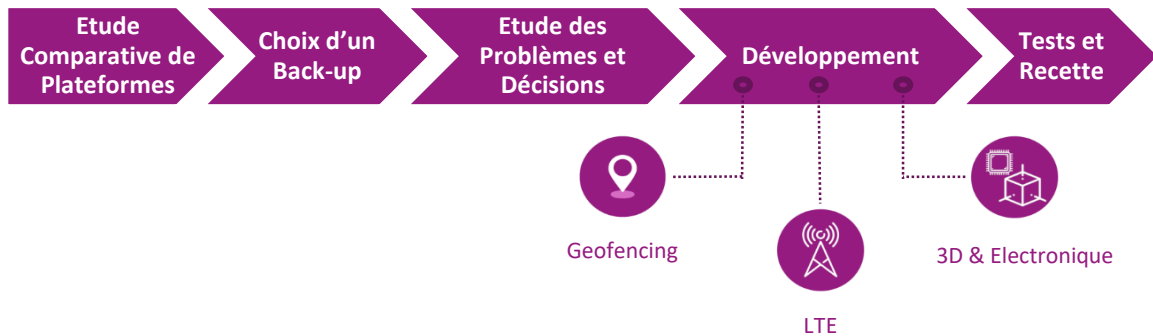 Etude
Comparative de
Plateformes
Choix d’un
Back-up
Etude des
Problèmes et
Décisions
Développement
Tests et
Recette
Geofencing
LTE
3D & Electronique